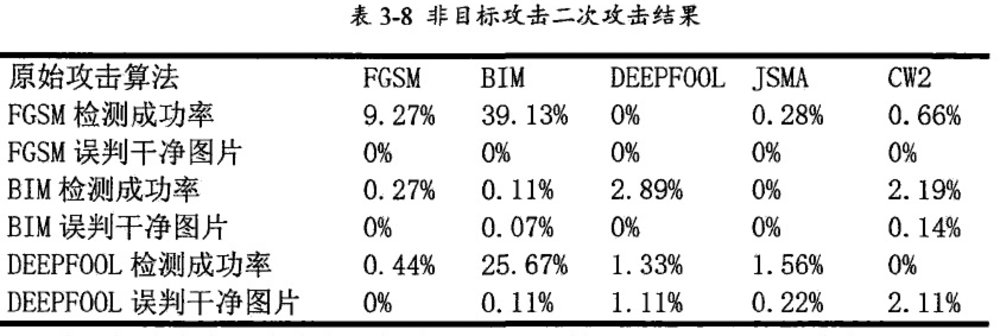 表 3-8 非目标攻击二次攻击结果
原始攻击算法 FGSM BIM DEEPFOOL JSMA CW2
FGSM 检测成功率 9.27% 39.13% 0% 0.28% 0.66%
FGSM 误判干净图片 0% 0% 0% 0% 0%
BIM 检测成功率 0.27% 0.11% 2.89% 0% 2.19%
BIM 误判干净图片 0% 0.07% 0% 0% 0.14%
DEEPFOOL 检测成功率 0.44% 25.67% 1.33% 1.56% 0%
DEEPFOOL 误判干净图片 0% 0.11% 1.11% 0.22% 2.11%